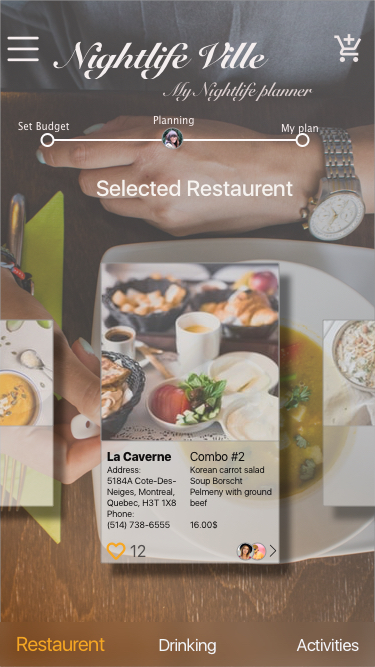 Nightlife Ville
My Nightlife planner
Set Budget
Planning
My plan
Selected Restaurent
La Caverne
Address:
5184A Cote-Des-
Neiges, Montreal,
Quebec, H3T 1X8
Phone:
(514) 738-6555
12
Combo #2
Korean carrot salad
Soup Borscht
Pelmeny with ground
beef
16.00$
Restaurent
Drinking
Activities